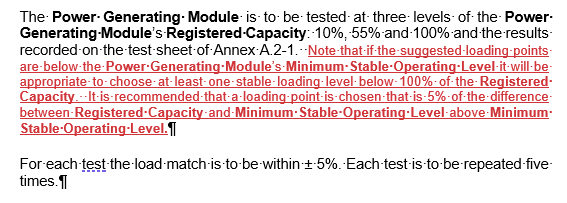 The Power Generating Module is to be tested at three levels of the Power
Generating Module's Registered Capacity: 10%, 55% and 100% and the results
recorded on the test sheet of Annex A.2-1. Note that if the suggested loading points
are below the Power Generating Module's Minimum Stable Operating Level it will be
appropriate to choose at least one stable loading level below 100% of the Registered
Capacity. It is recommended that a loading point is chosen that is 5% of the difference
between Registered Capacity and Minimum Stable Operating Level above Minimum
Stable Operating Level.¶
For each test the load match is to be within ± 5%. Each test is to be repeated five
times.¶